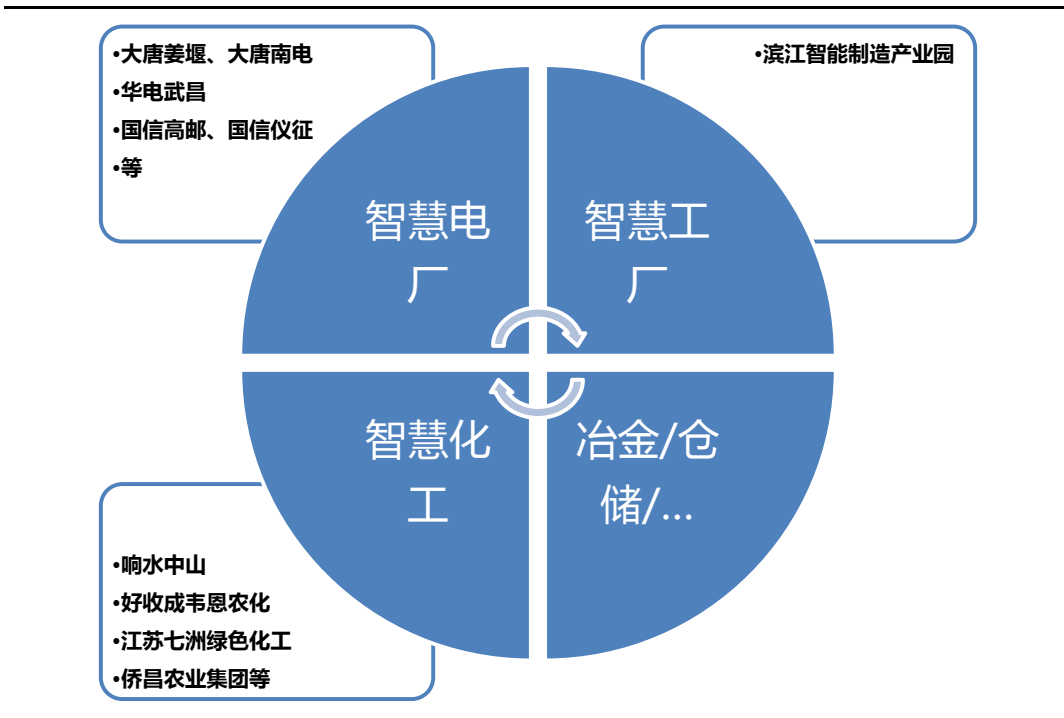 •大唐姜堰、大唐南电
•华电武昌
•国信高邮、国信仪征
•等
•滨江智能制造产业园
智慧电
厂
智慧工
厂
智慧化
工
冶金/仓
储/...
•响水中山
•好收成韦恩农化
•江苏七洲绿色化工
•侨昌农业集团等